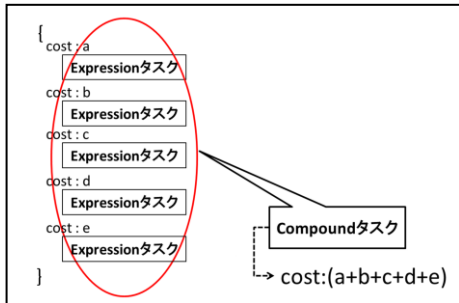 {
cost : a
Expressionタスク
cost : b
Expressionタスク
cost : c
Expressionタスク
cost : d
Expressionタスク
cost : e
Expressionタスク
}
Compoundタスク
cost:(a+b+c+d+e)